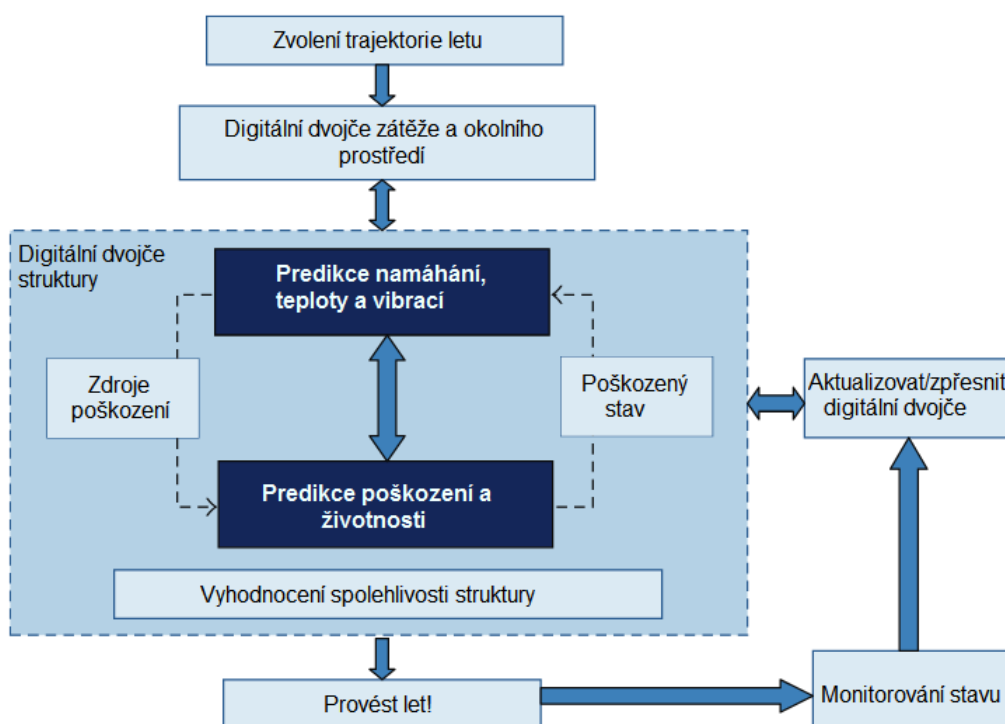 Zvolení trajektorie letu
Digitální dvojče zátěže a okolního
prostředí
Digitální dvojče
struktury
Predikce namáhání,
teploty a vibrací
Zdroje
poškození
Poškozený
stav
Aktualizovat/zpřesnit
digitální dvojče
Predikce poškození a
životnosti
Vyhodnocení spolehlivosti struktury
Provést let!
Monitorování stavu